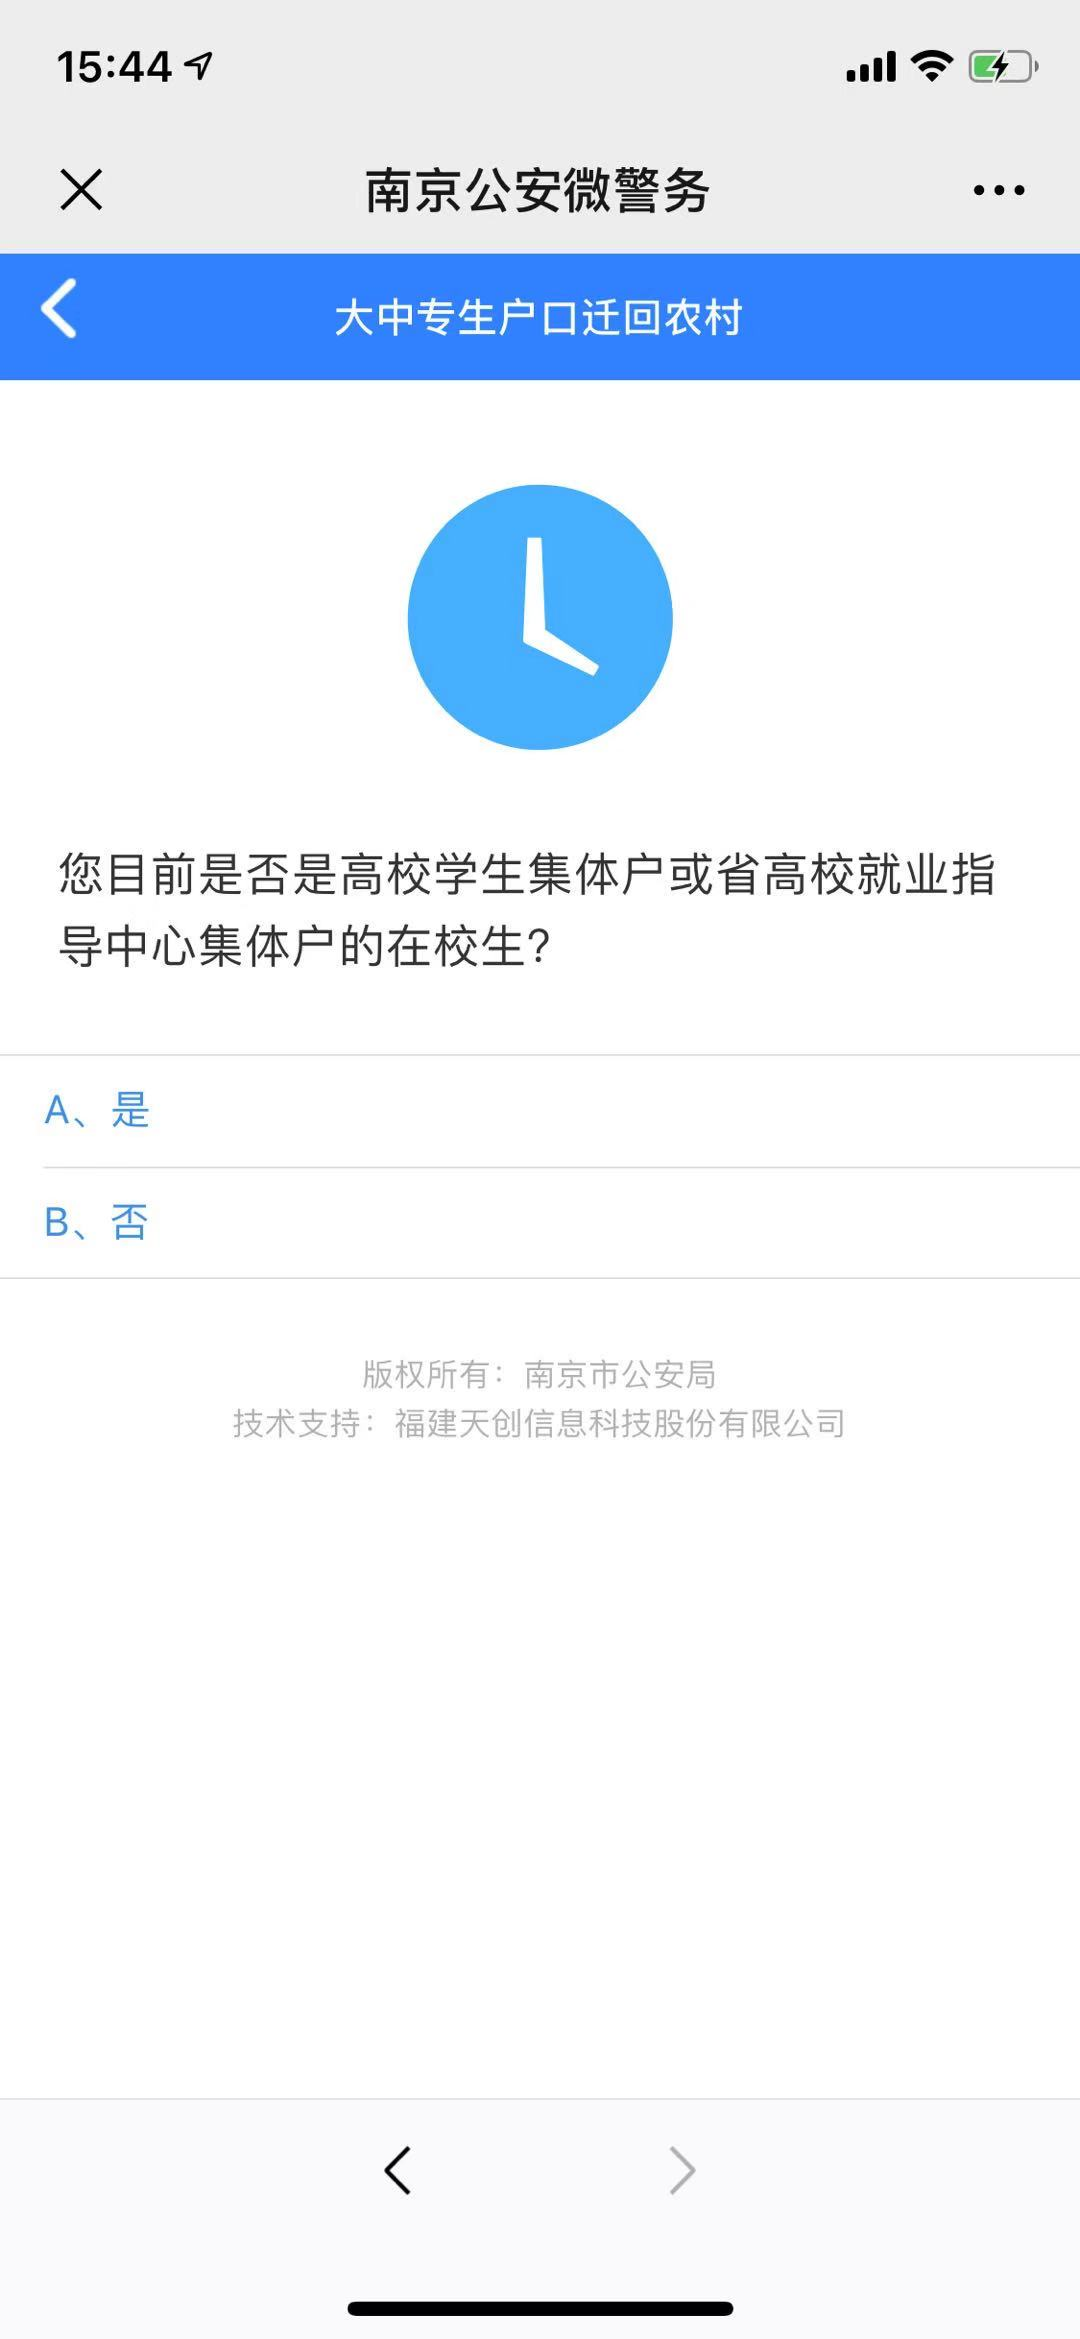 15:44
南京公安微警务
大中专生户口迁回农村
您目前是否是高校学生集体户或省高校就业指
导中心集体户的在校生?
A、是
B、否
版权所有：南京市公安局
技术支持：福建天创信息科技股份有限公司